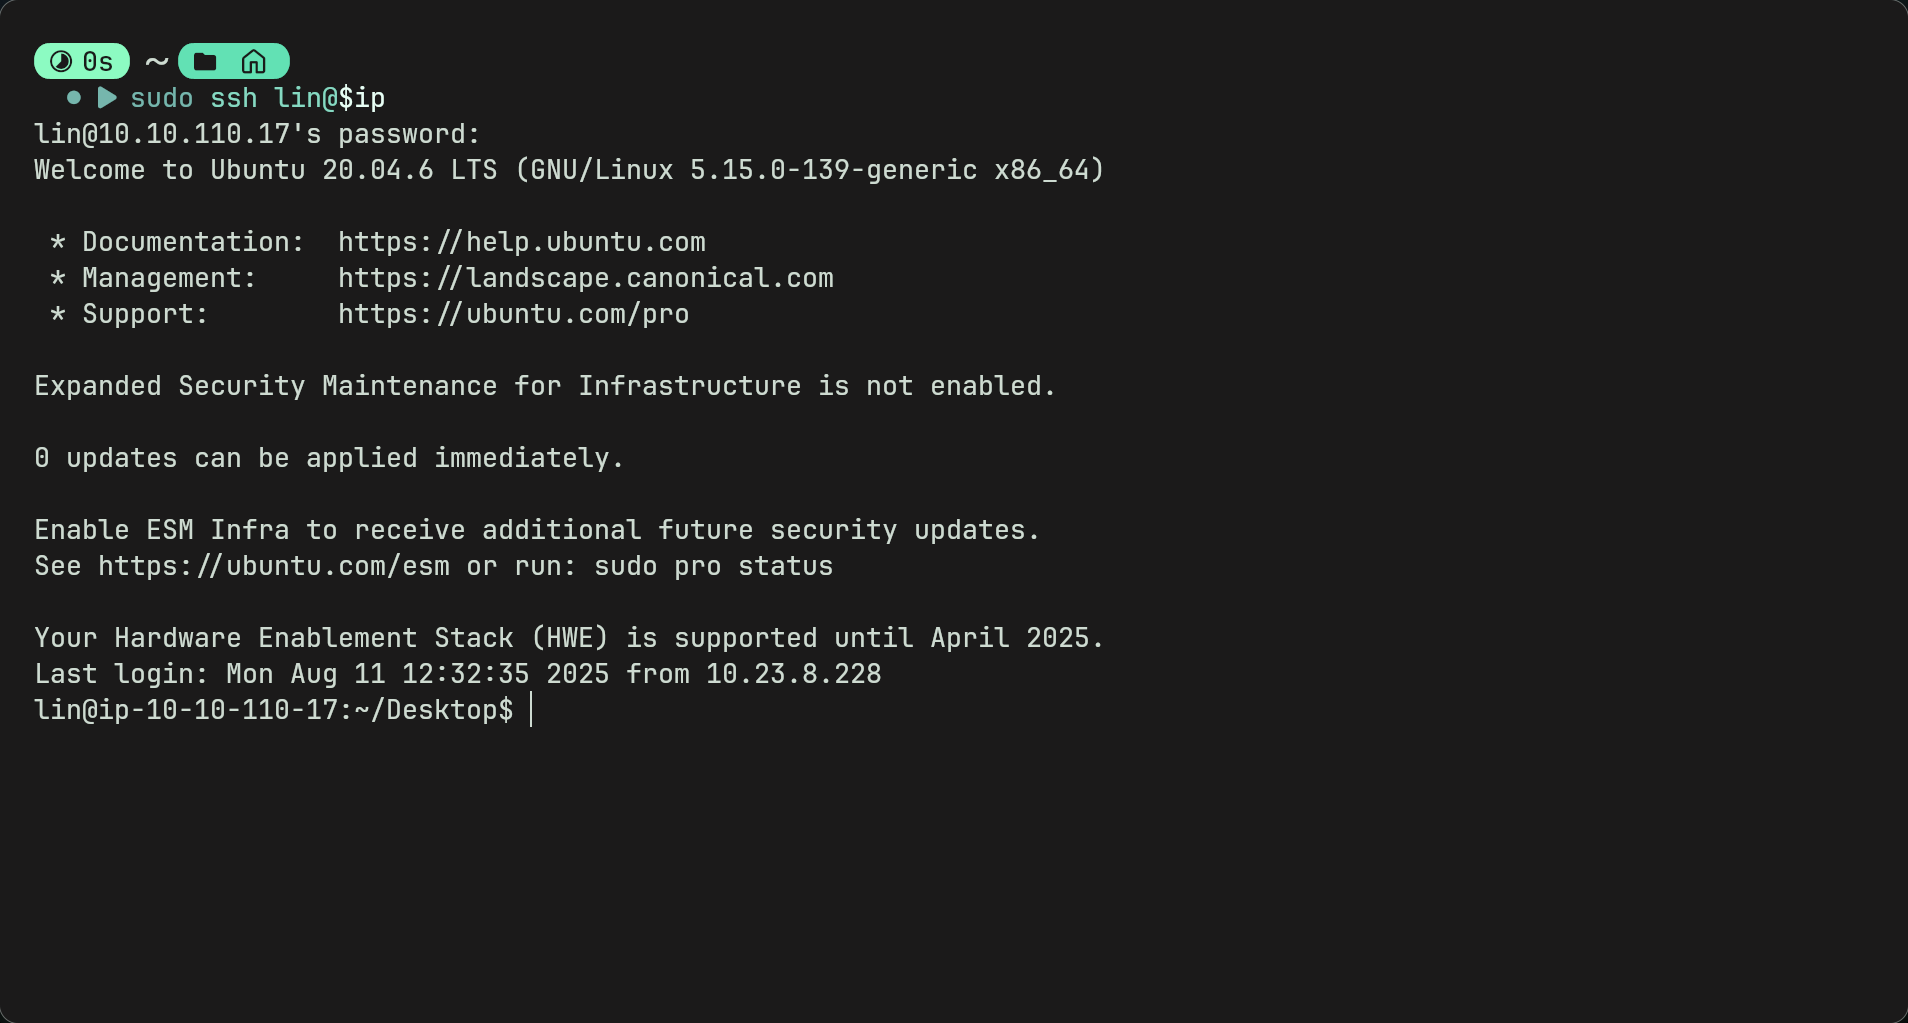 0s ~
sudo ssh lin@$ip
lin@10.10.110.17's password:
Welcome to Ubuntu 20.04.6 LTS (GNU/Linux 5.15.0-139-generic x86_64)
* Documentation:  https://help.ubuntu.com
* Management:     https://landscape.canonical.com
* Support:        https://ubuntu.com/pro
Expanded Security Maintenance for Infrastructure is not enabled.
0 updates can be applied immediately.
Enable ESM Infra to receive additional future security updates.
See https://ubuntu.com/esm or run: sudo pro status
Your Hardware Enablement Stack (HWE) is supported until April 2025.
Last login: Mon Aug 11 12:32:35 2025 from 10.23.8.228
lin@ip-10-10-110-17:~/Desktop$